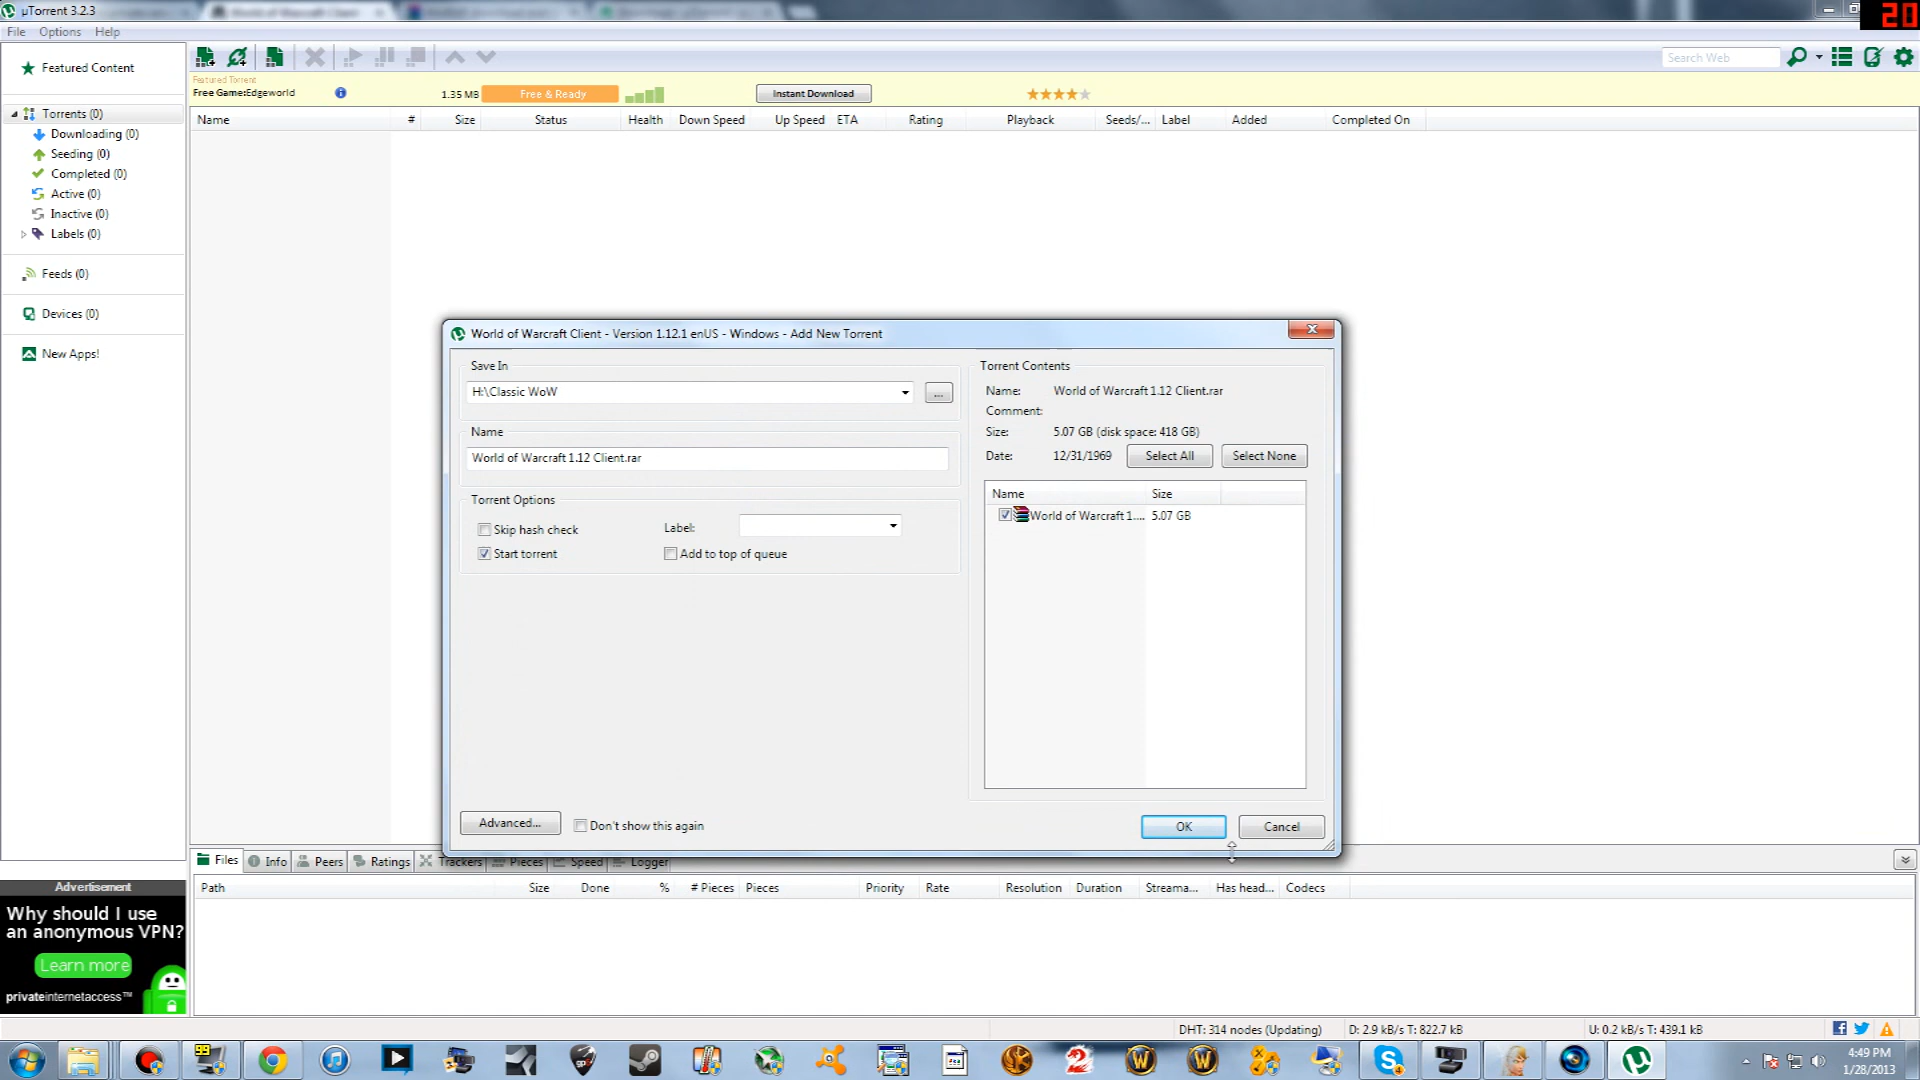 µTorrent 3.2.3
20
File Options Help
Search Web
Featured Content
Featured Torrent
Free Game:Edgeworld 1.35 MB Free & Ready Instant Download
Name # Size Status Health Down Speed Up Speed ETA Rating Playback Seeds/... Label Added Completed On
Torrents (0)
Downloading (0)
Seeding (0)
Completed (0)
Active (0)
Inactive (0)
Labels (0)
Feeds (0)
Devices (0)
New Apps!
World of Warcraft Client - Version 1.12.1 enUS - Windows - Add New Torrent
Save In
H:\Classic WoW
...
Name
World of Warcraft 1.12 Client.rar
Torrent Options
Skip hash check
Label:
Start torrent
Add to top of queue
Torrent Contents
Name: World of Warcraft 1.12 Client.rar
Comment:
Size: 5.07 GB (disk space: 418 GB)
Date: 12/31/1969 Select All Select None
Name Size
World of Warcraft 1.... 5.07 GB
Advanced... Don't show this again
OK Cancel
Files Info Peers Ratings Trackers Pieces Speed Logger
Path Size Done % # Pieces Pieces Priority Rate Resolution Duration Streama... Has head... Codecs
Advertisement
Why should I use
an anonymous VPN?
Learn more
privateinternetaccess™
DHT: 314 nodes (Updating) D: 2.9 kB/s T: 822.7 kB U: 0.2 kB/s T: 439.1 kB
4:49 PM
1/28/2013